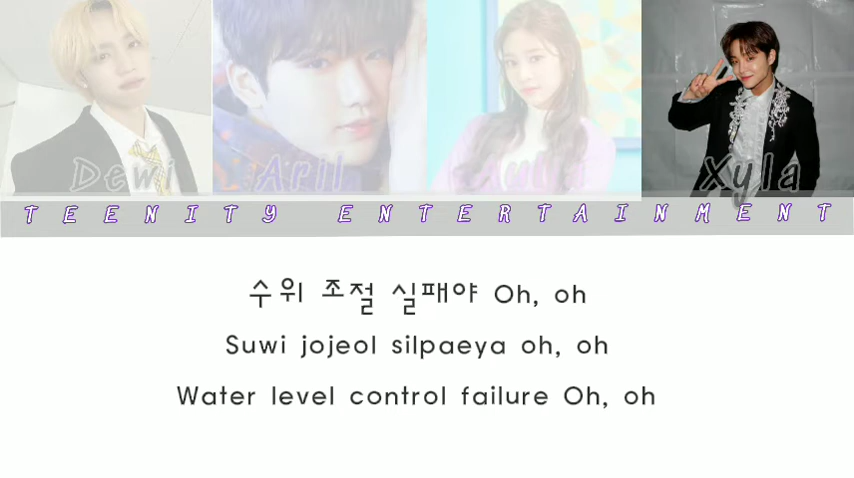 Dewi Aril Xyla
TEENITY ENTERTAINMENT
수위 조절 실패야 Oh, oh
Suwi jojeol silpaeya oh, oh
Water level control failure Oh, oh